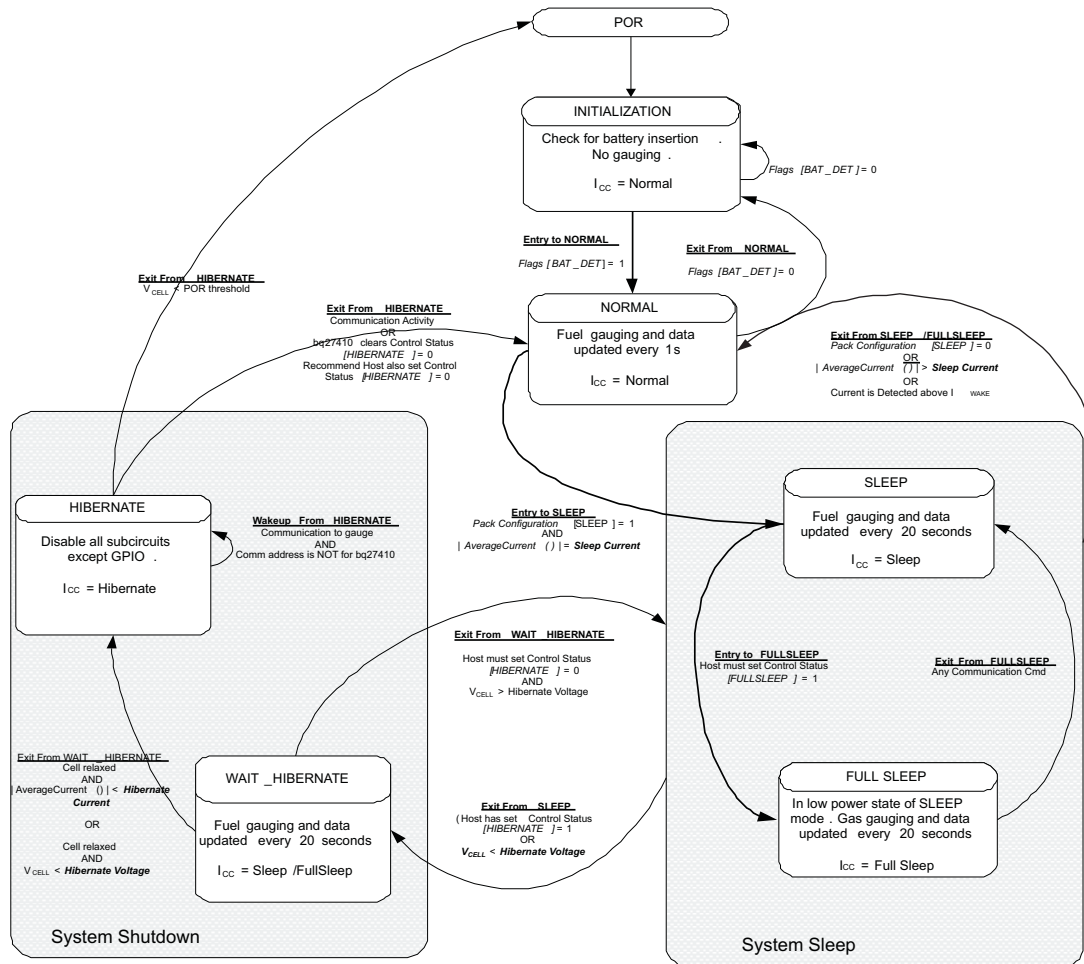 POR
INITIALIZATION
Check for battery insertion .
No gauging .
I CC = Normal
Flags [BAT _ DET ] = 0
Entry to NORMAL
Flags [ BAT _ DET ] = 1
Exit From NORMAL
Flags [ BAT _ DET ] = 0
Exit From HIBERNATE
V CELL < POR threshold
Exit From HIBERNATE
Communication Activity
OR
bq27410 clears Control Status
[HIBERNATE ] = 0
Recommend Host also set Control
Status [HIBERNATE ] = 0
NORMAL
Fuel gauging and data
updated every 1s
I CC = Normal
Exit From SLEEP /FULLSLEEP
Pack Configuration [SLEEP ] = 0
OR
| AverageCurrent ( ) | > Sleep Current
OR
Current is Detected above I WAKE
HIBERNATE
Disable all subcircuits
except GPIO .
I CC = Hibernate
Wakeup From HIBERNATE
Communication to gauge
AND
Comm address is NOT for bq27410
Entry to SLEEP
Pack Configuration [SLEEP ] = 1
AND
| AverageCurrent ( ) | = Sleep Current
SLEEP
Fuel gauging and data
updated every 20 seconds
I CC = Sleep
Exit From WAIT _HIBERNATE
Host must set Control Status
[HIBERNATE ] = 0
AND
V CELL > Hibernate Voltage
Entry to FULLSLEEP
Host must set Control Status
[FULLSLEEP ] = 1
Exit From FULLSLEEP
Any Communication Cmd
Exit From WAIT _HIBERNATE
Cell relaxed
AND
| AverageCurrent () | < Hibernate
Current
OR
Cell relaxed
AND
V CELL < Hibernate Voltage
WAIT _HIBERNATE
Fuel gauging and data
updated every 20 seconds
I CC = Sleep /FullSleep
Exit From SLEEP
( Host has set Control Status
[HIBERNATE ] = 1
OR
V CELL < Hibernate Voltage
FULL SLEEP
In low power state of SLEEP
mode . Gas gauging and data
updated every 20 seconds
I CC = Full Sleep
System Shutdown
System Sleep